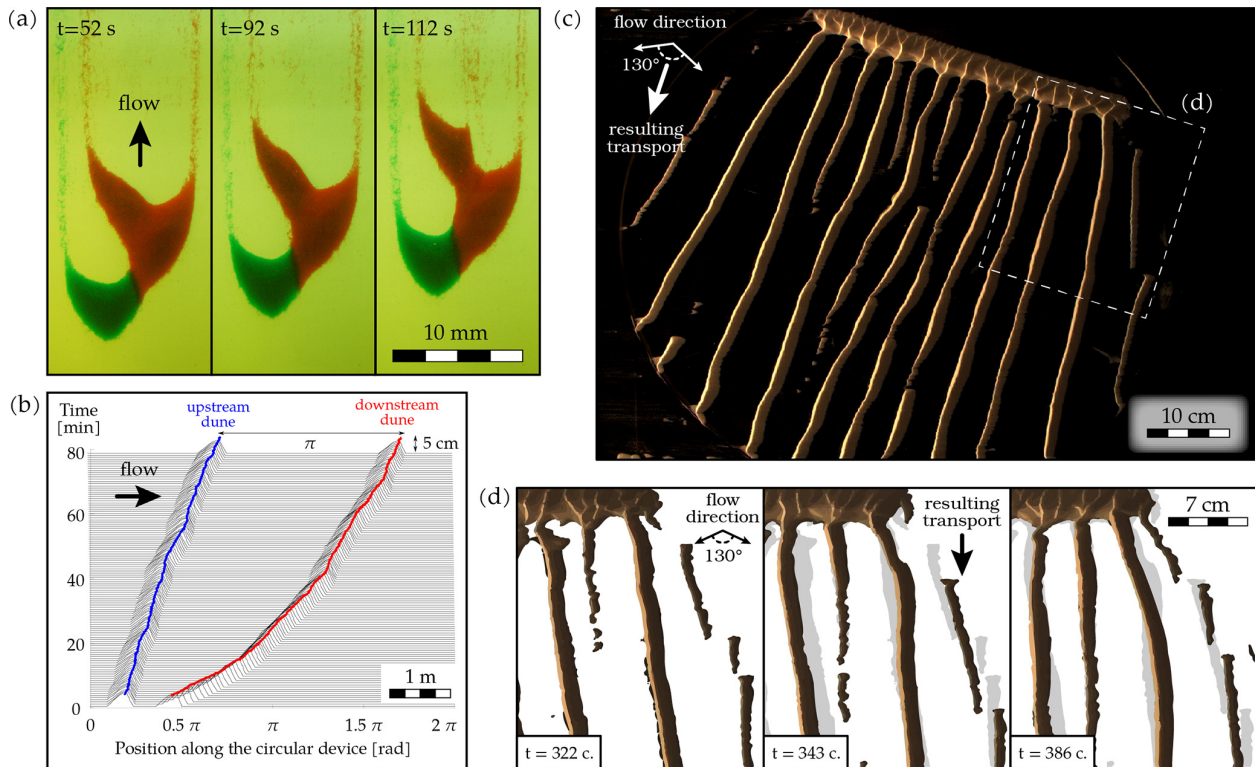 (a)
t=52 s
t=92 s
t=112 s
flow
10 mm
(b)
Time
[min]
upstream
dune
downstream
dune
π
5 cm
flow
80
60
40
20
0
1 m
0
0.5 π
π
1.5 π
2 π
Position along the circular device [rad]
(c)
flow direction
130°
resulting
transport
(d)
10 cm
(d)
flow
direction
130°
resulting
transport
7 cm
t = 322 c.
t = 343 c.
t = 386 c.